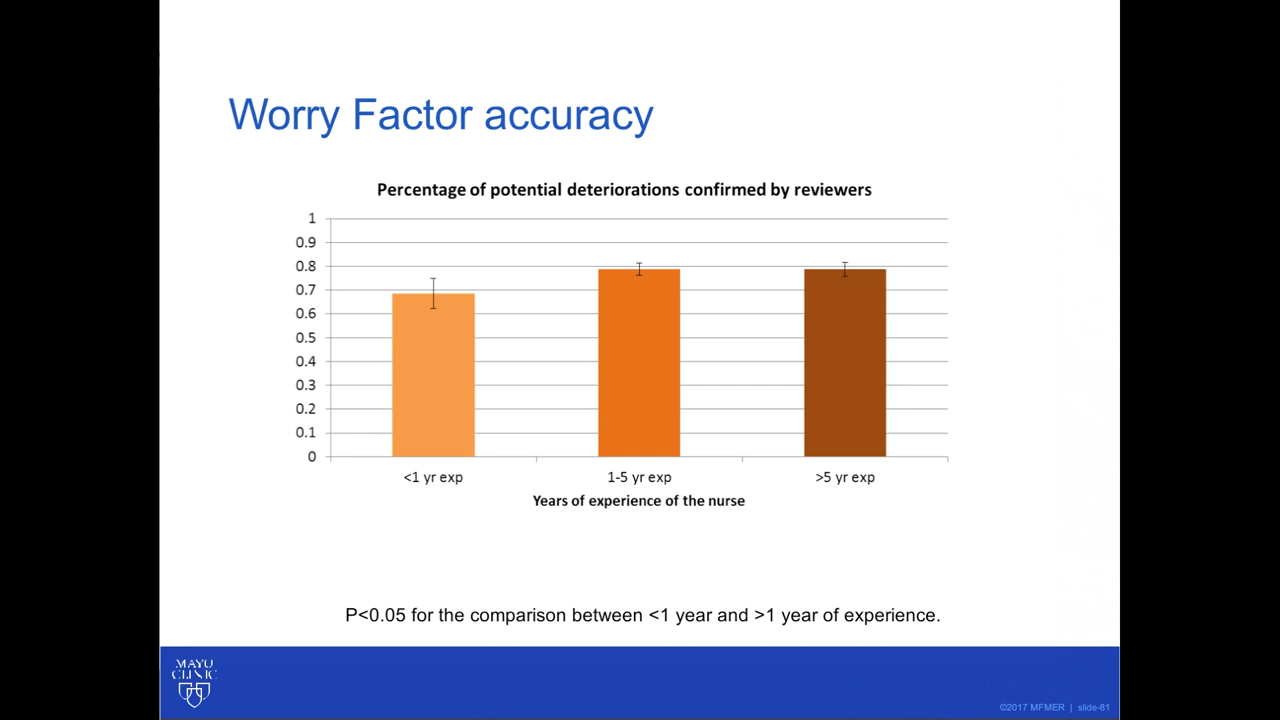 Worry Factor accuracy
Percentage of potential deteriorations confirmed by reviewers
1
0.9
0.8
0.7
0.6
0.5
0.4
0.3
0.2
0.1
0
<1 yr exp 1-5 yr exp >5 yr exp
Years of experience of the nurse
P<0.05 for the comparison between <1 year and >1 year of experience.
MAYO
CLINIC
©2017 MFMER | slide-81